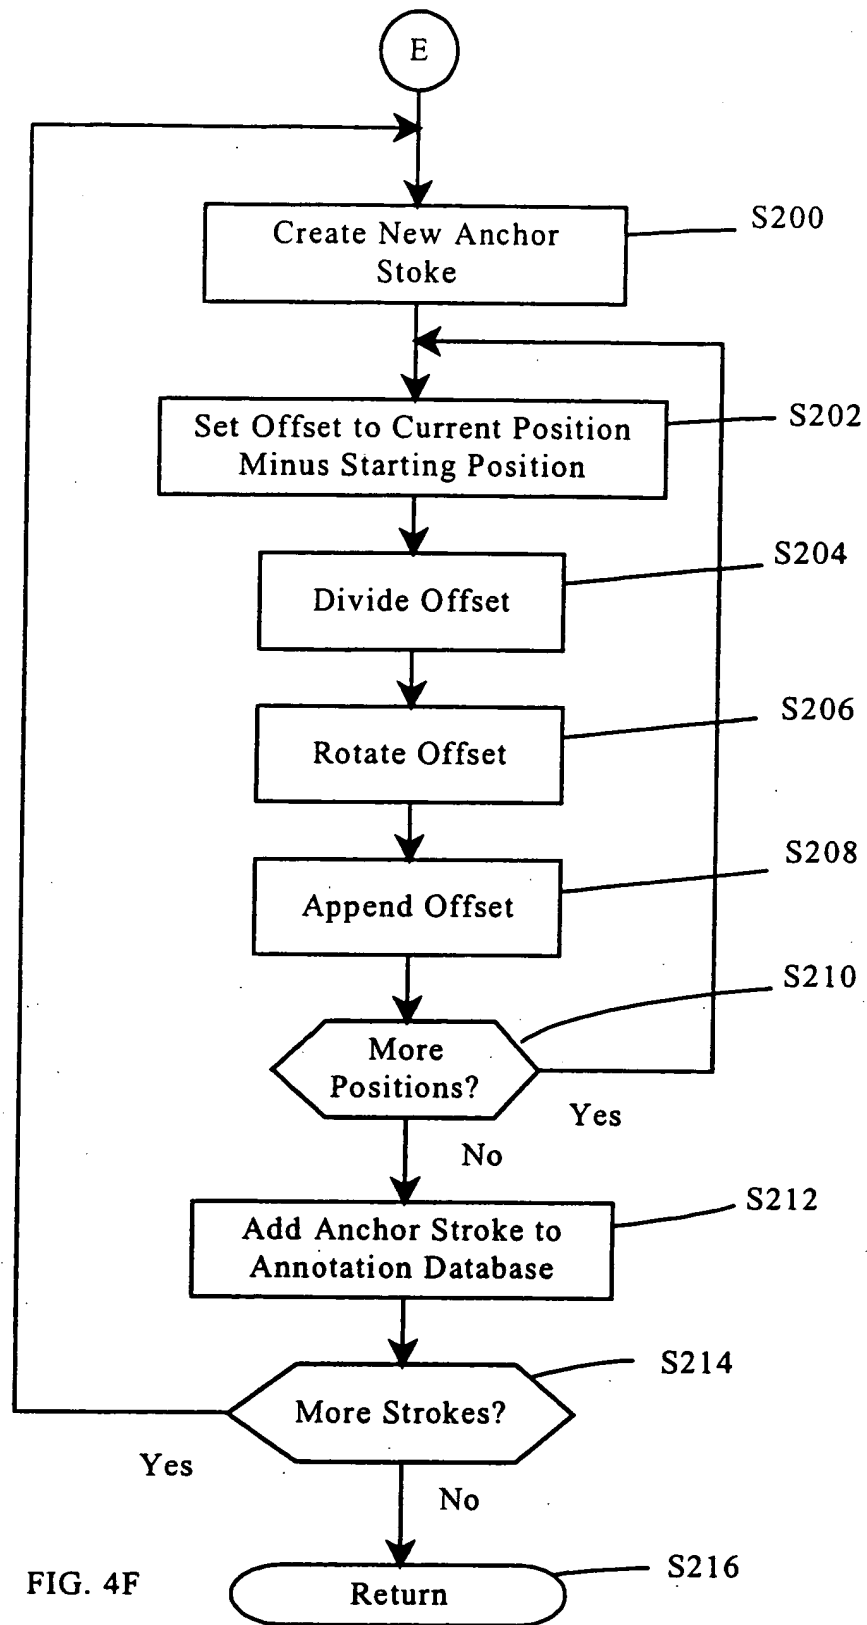 E
Create New Anchor
Stoke
S200
Set Offset to Current Position
Minus Starting Position
S202
Divide Offset
S204
Rotate Offset
S206
Append Offset
S208
More
Positions?
S210
Yes
No
Add Anchor Stroke to
Annotation Database
S212
More Strokes?
S214
Yes
No
Return
S216
FIG. 4F